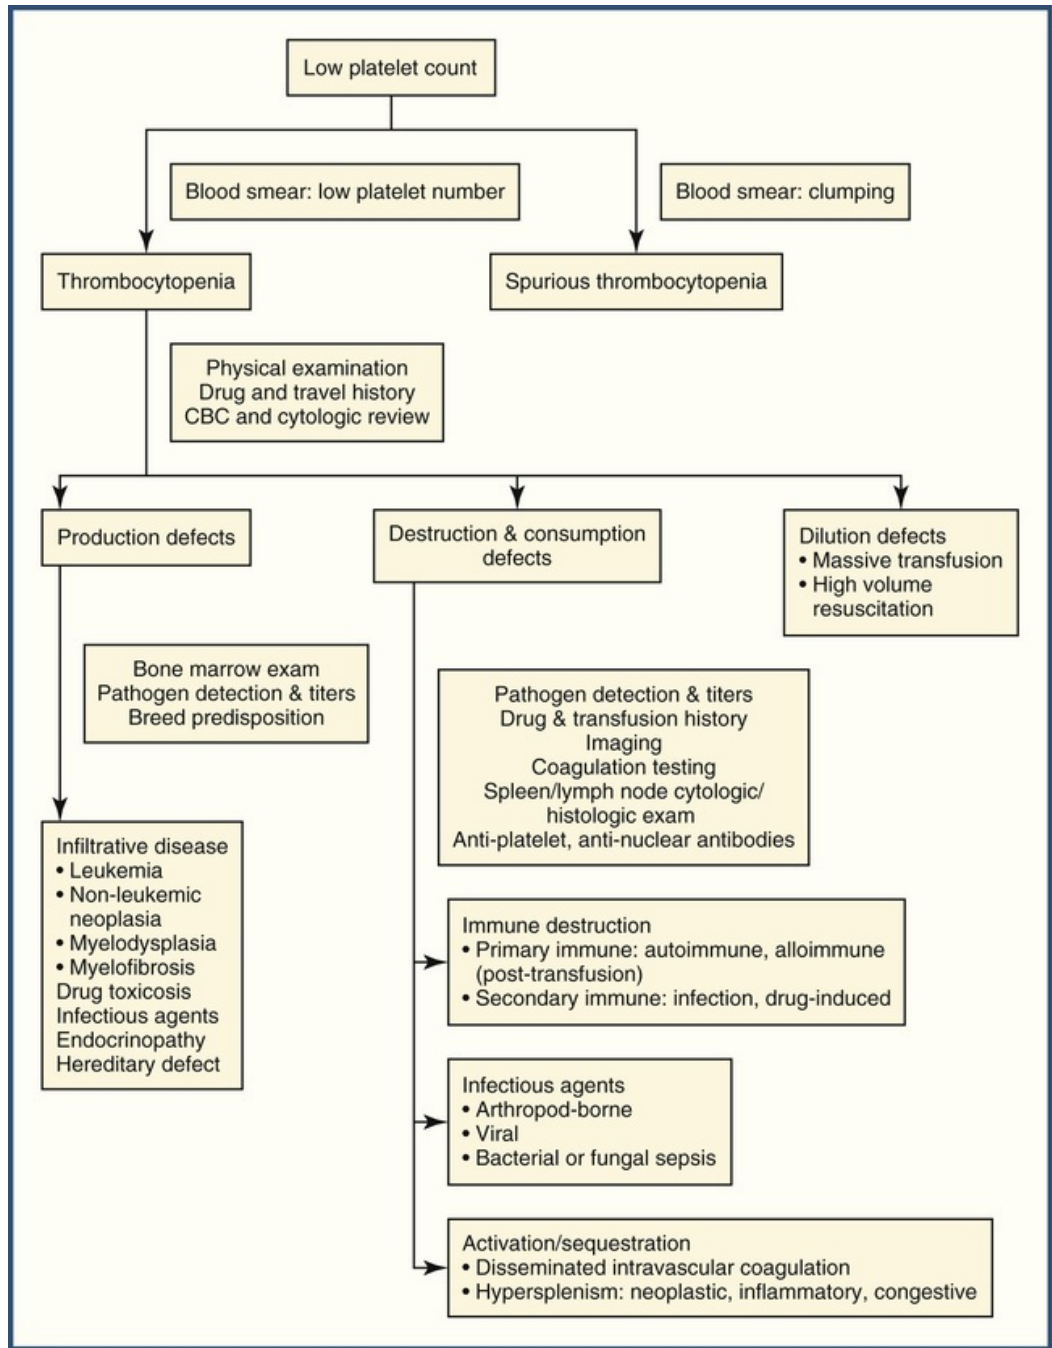 Low platelet count
Blood smear: low platelet number
Blood smear: clumping
Thrombocytopenia
Spurious thrombocytopenia
Physical examination
Drug and travel history
CBC and cytologic review
Production defects
Destruction & consumption
defects
Dilution defects
• Massive transfusion
• High volume
resuscitation
Bone marrow exam
Pathogen detection & titers
Breed predisposition
Pathogen detection & titers
Drug & transfusion history
Imaging
Coagulation testing
Spleen/lymph node cytologic/
histologic exam
Anti-platelet, anti-nuclear antibodies
Infiltrative disease
• Leukemia
• Non-leukemic
neoplasia
• Myelodysplasia
• Myelofibrosis
Drug toxicosis
Infectious agents
Endocrinopathy
Hereditary defect
Immune destruction
• Primary immune: autoimmune, alloimmune
(post-transfusion)
• Secondary immune: infection, drug-induced
Infectious agents
• Arthropod-borne
• Viral
• Bacterial or fungal sepsis
Activation/sequestration
• Disseminated intravascular coagulation
• Hypersplenism: neoplastic, inflammatory, congestive